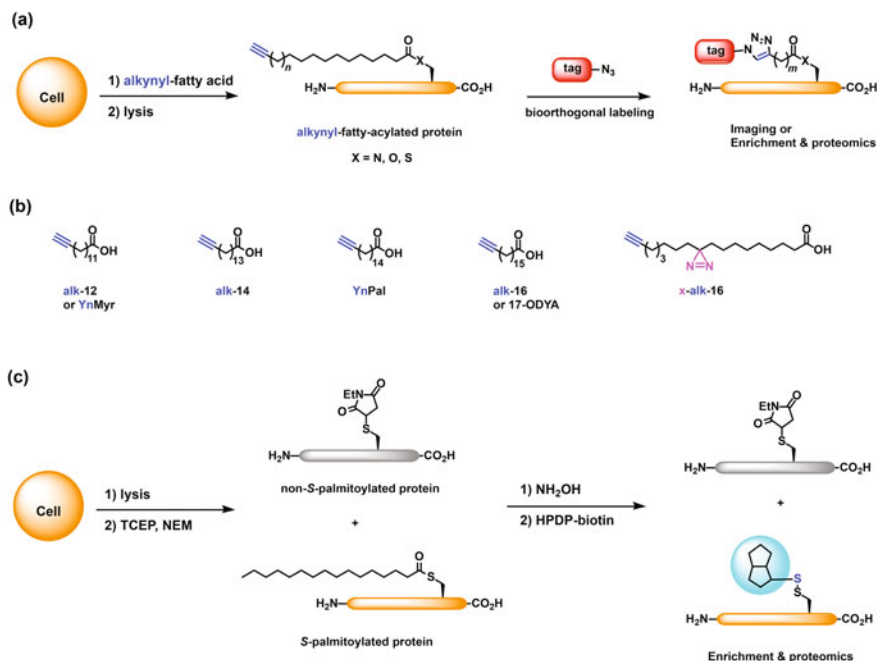 (a)
Cell
1) alkynyl-fatty acid
2) lysis
n
O
X
H₂N
CO₂H
alkynyl-fatty-acylated protein
X = N, O, S
tag
N₃
bioorthogonal labeling
tag
N
N
N
m
O
X
H₂N
CO₂H
Imaging or
Enrichment & proteomics
(b)
O
OH
11
alk-12
or YnMyr
O
OH
13
alk-14
O
OH
14
YnPal
O
OH
15
alk-16
or 17-ODYA
3
N=N
O
OH
x-alk-16
(c)
Cell
1) lysis
2) TCEP, NEM
EtN
O
O
S
H₂N
CO₂H
non-S-palmitoylated protein
+
O
S
H₂N
CO₂H
S-palmitoylated protein
1) NH₂OH
2) HPDP-biotin
EtN
O
O
S
H₂N
CO₂H
+
S
S
H₂N
CO₂H
Enrichment & proteomics